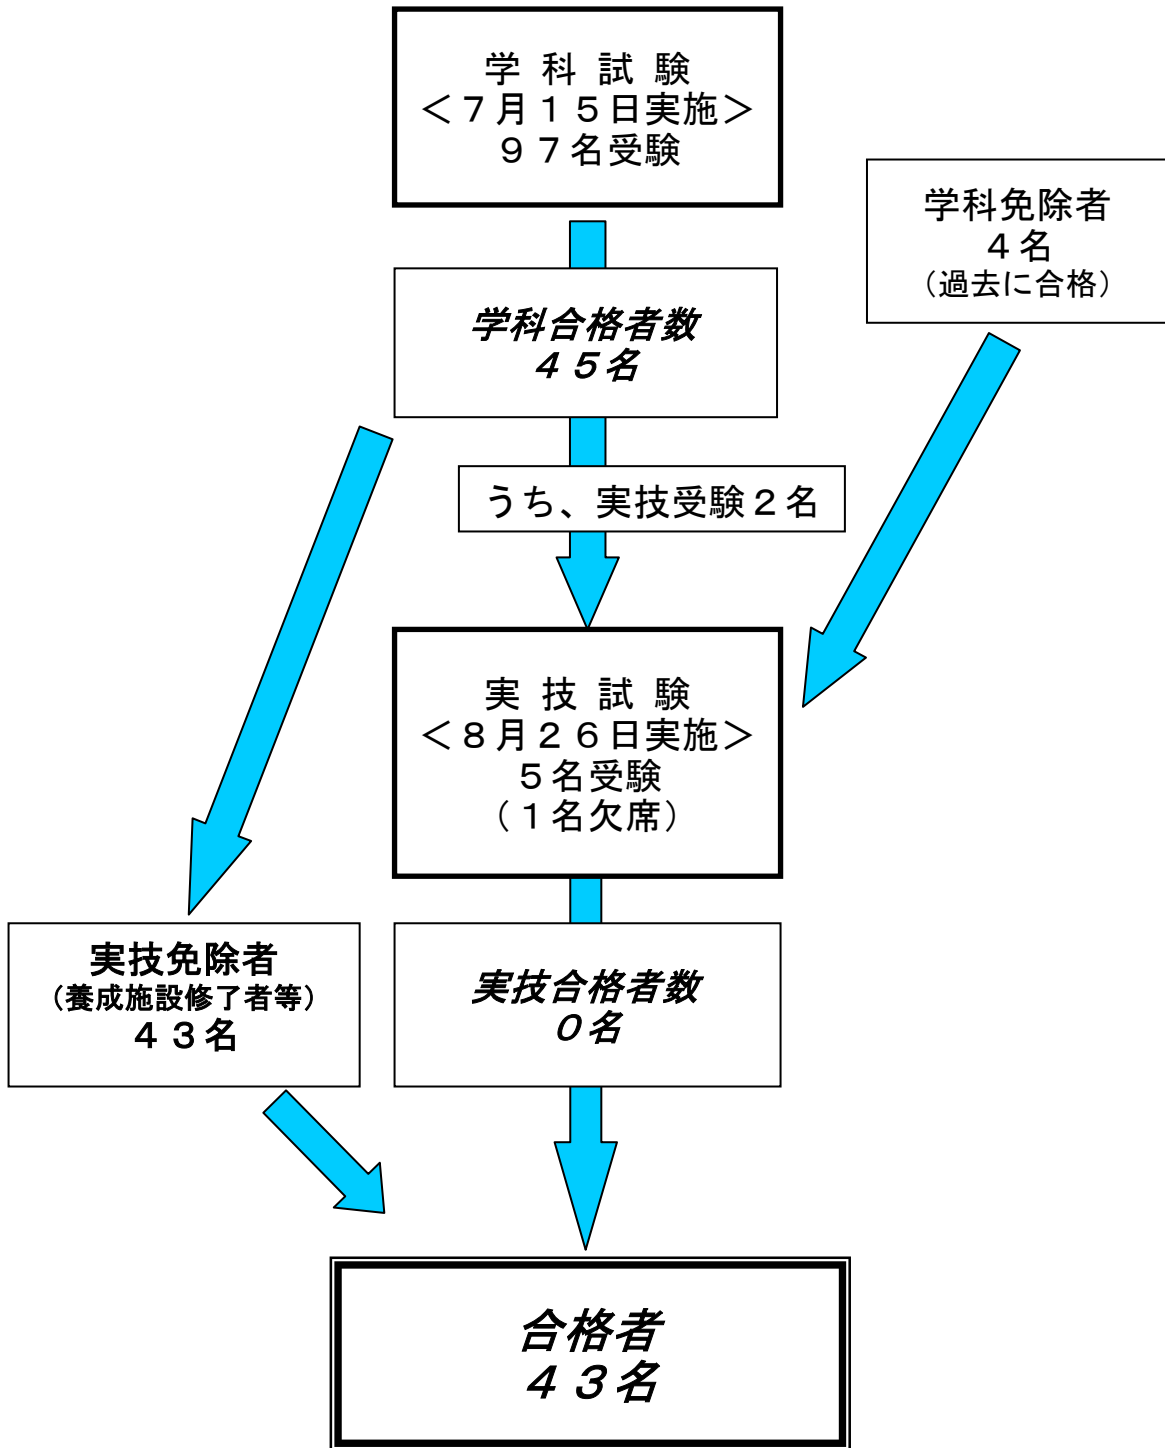 学 科 試 験
＜７月１５日実施＞
９７名受験
学科免除者
４名
（過去に合格）
学科合格者数
４５名
うち、実技受験２名
実 技 試 験
＜８月２６日実施＞
５名受験
（１名欠席）
実技免除者
（養成施設修了者等）
４３名
実技合格者数
０名
合格者
４３名